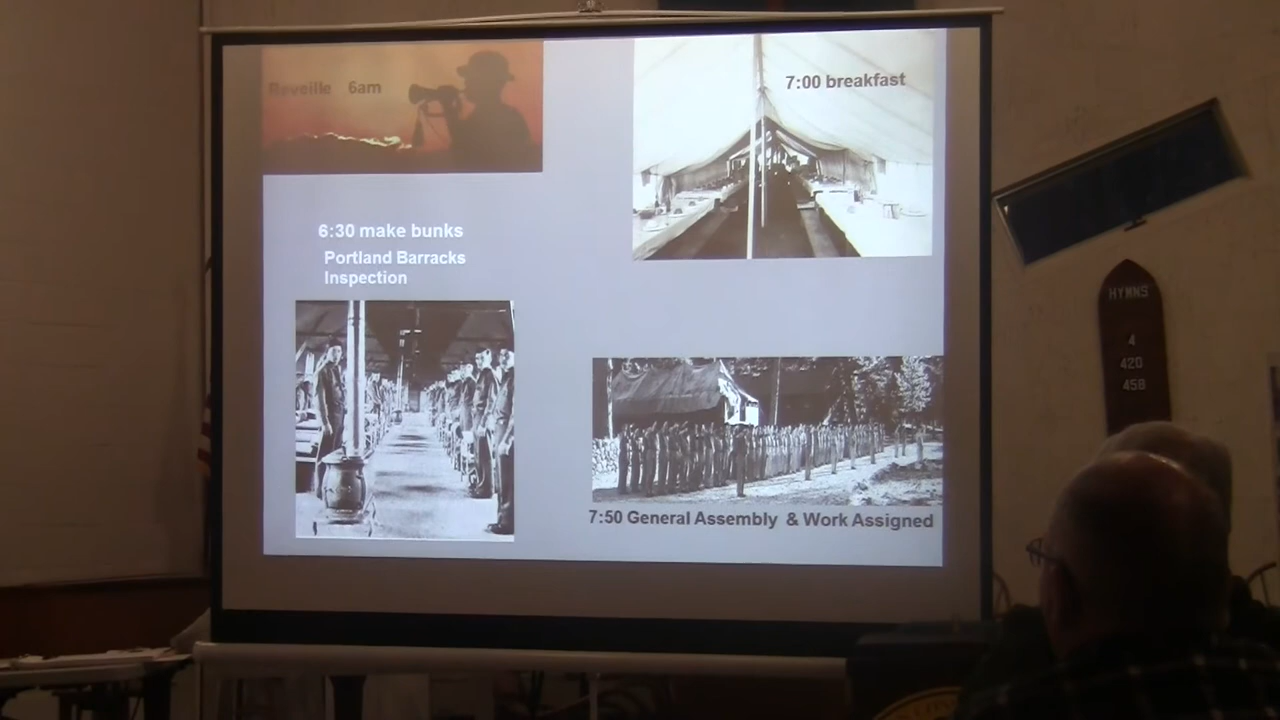 Reveille 6am
7:00 breakfast
6:30 make bunks
Portland Barracks
Inspection
7:50 General Assembly & Work Assigned
HYMNS
4
420
458